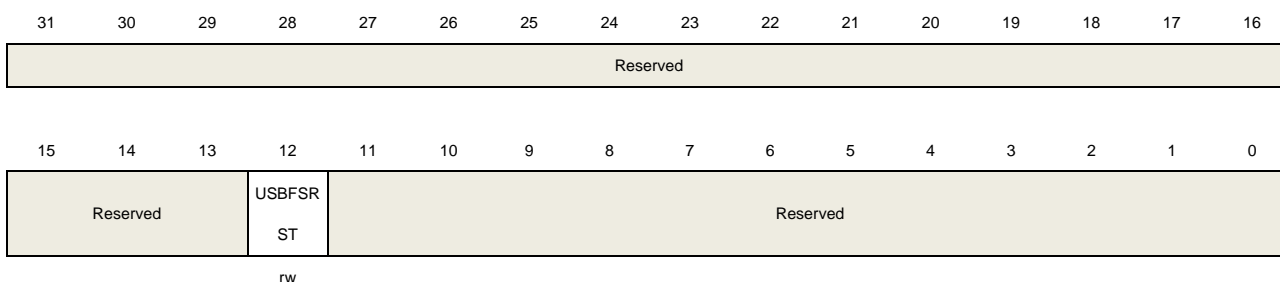 31 30 29 28 27 26 25 24 23 22 21 20 19 18 17 16
Reserved
15 14 13 12 11 10 9 8 7 6 5 4 3 2 1 0
Reserved
USBFSR
ST
Reserved
rw